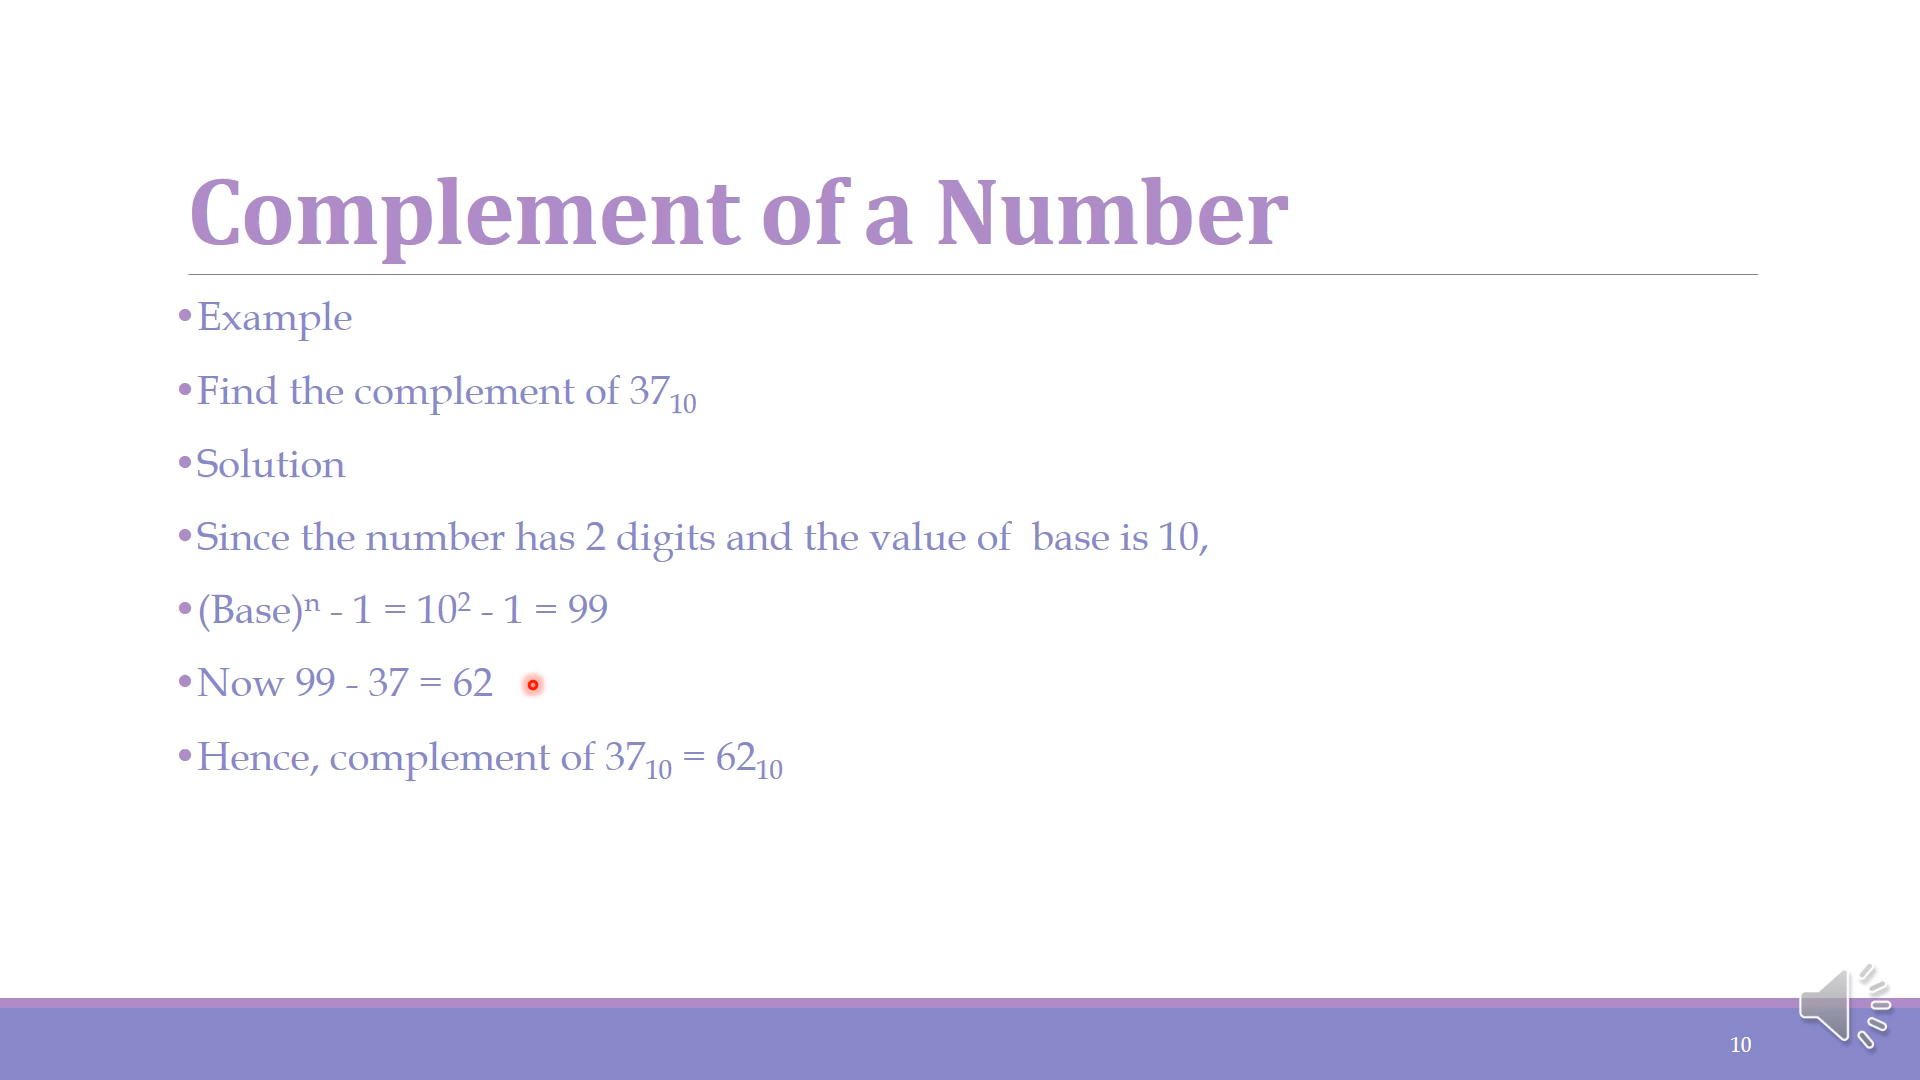 Complement of a Number
•Example
•Find the complement of 37₁₀
•Solution
•Since the number has 2 digits and the value of  base is 10,
•(Base)ⁿ - 1 = 10² - 1 = 99
•Now 99 - 37 = 62
•Hence, complement of 37₁₀ = 62₁₀
10